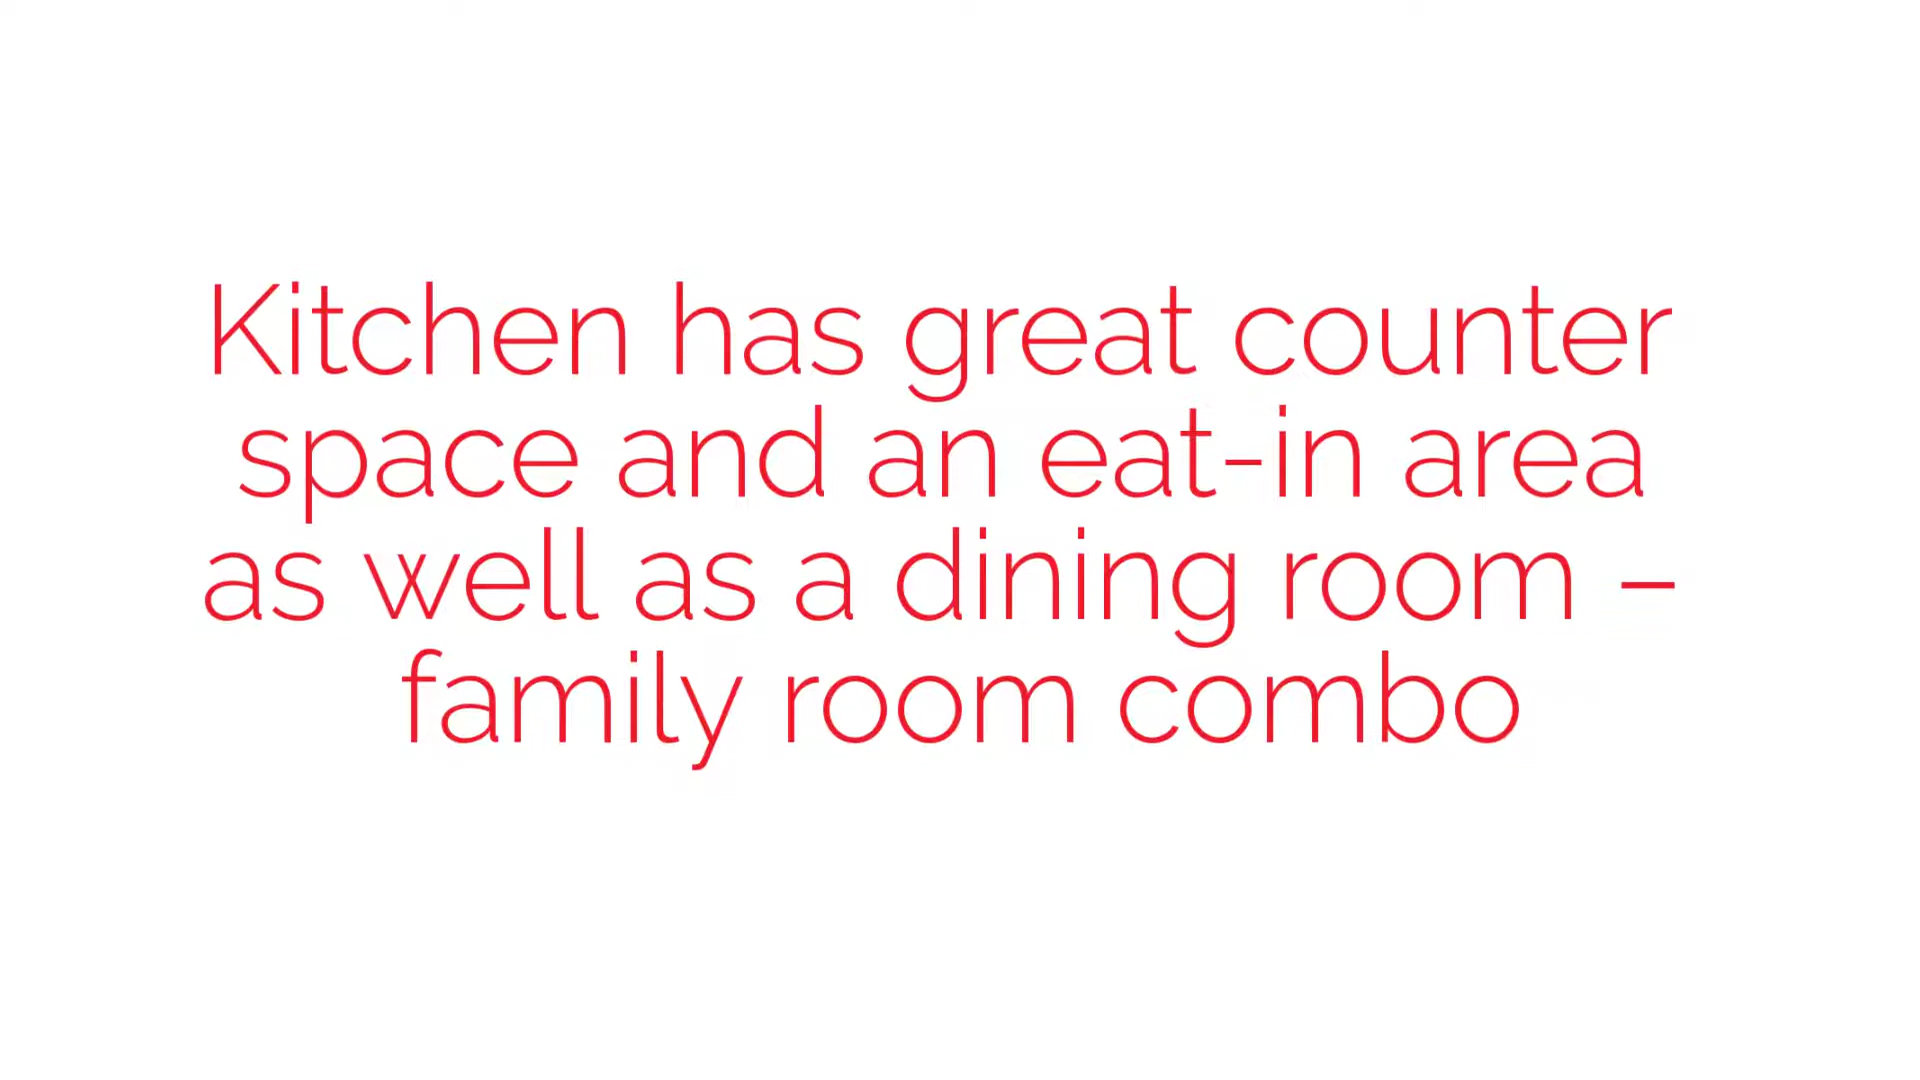 Kitchen has great counter
space and an eat-in area
as well as a dining room –
family room combo